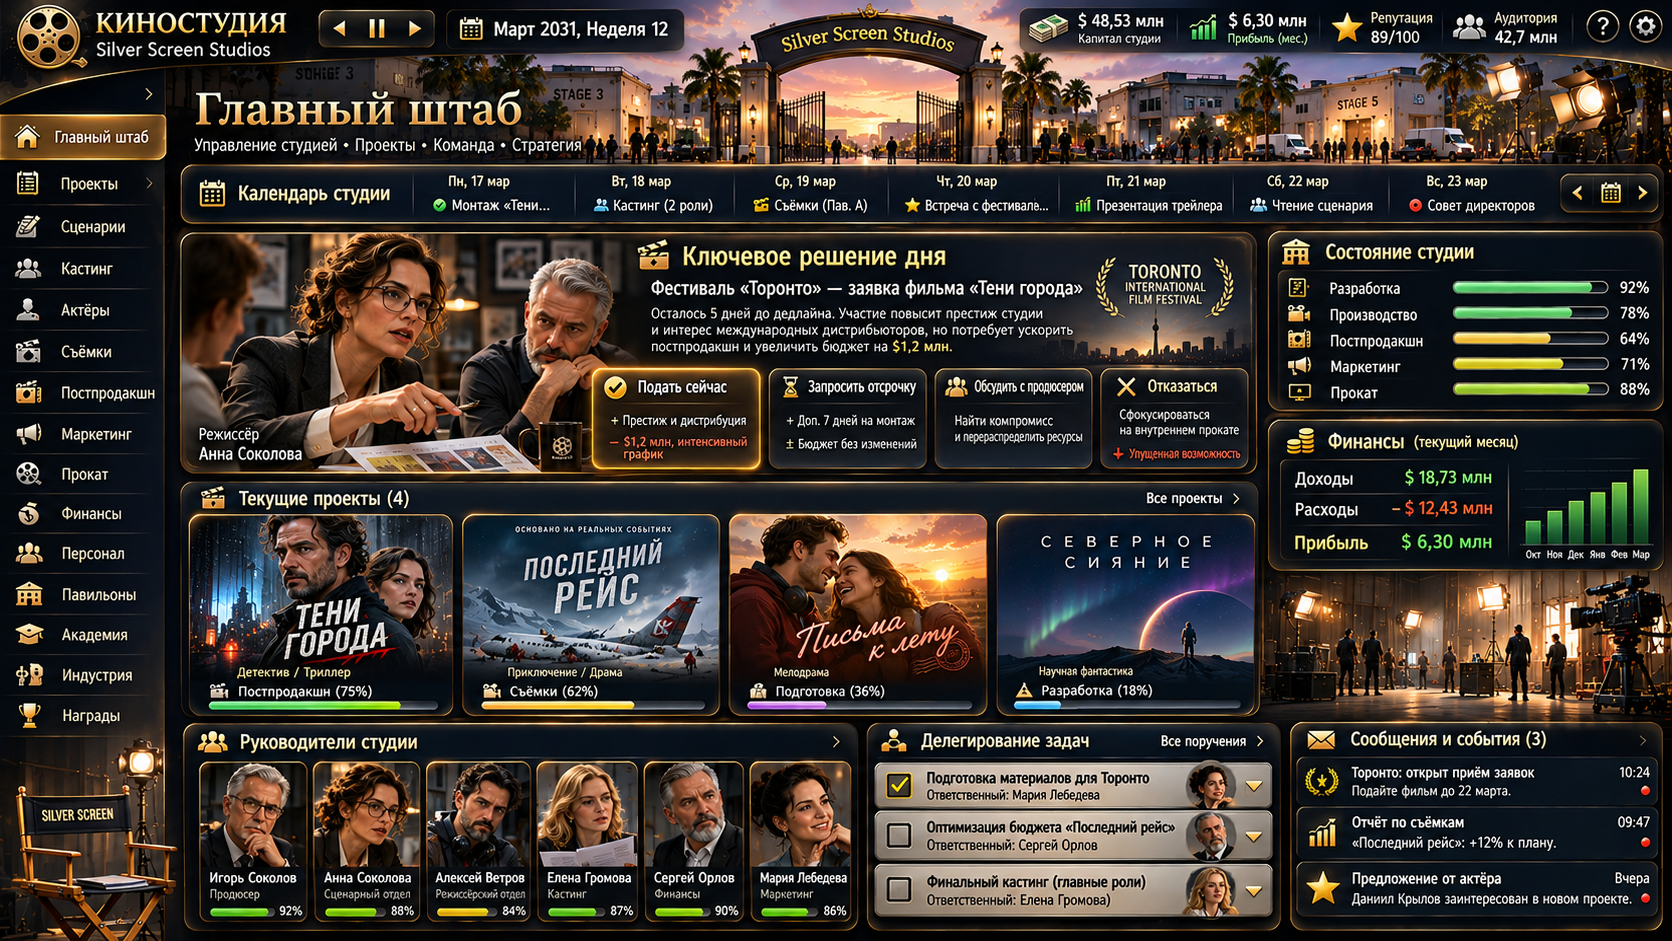 КИНОСТУДИЯ
Silver Screen Studios
Март 2031, Неделя 12
Silver Screen Studios
$ 48,53 млн
Капитал студии
$ 6,30 млн
Прибыль (мес.)
Репутация
89/100
Аудитория
42,7 млн
?
STAGE 3
STAGE 5
Главный штаб
Управление студией • Проекты • Команда • Стратегия
Главный штаб
Проекты
Сценарии
Кастинг
Актёры
Съёмки
Постпродакшн
Маркетинг
Прокат
Финансы
Персонал
Павильоны
Академия
Индустрия
Награды
SILVER SCREEN
Календарь студии
Пн, 17 мар
Монтаж «Тени...
Вт, 18 мар
Кастинг (2 роли)
Ср, 19 мар
Съёмки (Пав. А)
Чт, 20 мар
Встреча с фестивале...
Пт, 21 мар
Презентация трейлера
Сб, 22 мар
Чтение сценария
Вс, 23 мар
Совет директоров
Режиссёр
Анна Соколова
Ключевое решение дня
Фестиваль «Торонто» — заявка фильма «Тени города»
Осталось 5 дней до дедлайна. Участие повысит престиж студии
и интерес международных дистрибьюторов, но потребует ускорить
постпродакшн и увеличить бюджет на $1,2 млн.
TORONTO
INTERNATIONAL
FILM FESTIVAL
Подать сейчас
+ Престиж и дистрибуция
− $1,2 млн, интенсивный
график
Запросить отсрочку
+ Доп. 7 дней на монтаж
± Бюджет без изменений
Обсудить с продюсером
Найти компромисс
и перераспределить ресурсы
Отказаться
Сфокусироваться
на внутреннем прокате
Упущенная возможность
Состояние студии
Разработка 92%
Производство 78%
Постпродакшн 64%
Маркетинг 71%
Прокат 88%
Финансы (текущий месяц)
Доходы $ 18,73 млн
Расходы − $ 12,43 млн
Прибыль $ 6,30 млн
Окт Ноя Дек Янв Фев Мар
Текущие проекты (4)
Все проекты
ТЕНИ
ГОРОДА
Детектив / Триллер
Постпродакшн (75%)
ОСНОВАНО НА РЕАЛЬНЫХ СОБЫТИЯХ
ПОСЛЕДНИЙ
РЕЙС
Приключение / Драма
Съёмки (62%)
Письма
к лету
Мелодрама
Подготовка (36%)
СЕВЕРНОЕ
СИЯНИЕ
Научная фантастика
Разработка (18%)
Руководители студии
Игорь Соколов
Продюсер
92%
Анна Соколова
Сценарный отдел
88%
Алексей Ветров
Режиссёрский отдел
84%
Елена Громова
Кастинг
87%
Сергей Орлов
Финансы
90%
Мария Лебедева
Маркетинг
86%
Делегирование задач
Все поручения
Подготовка материалов для Торонто
Ответственный: Мария Лебедева
Оптимизация бюджета «Последний рейс»
Ответственный: Сергей Орлов
Финальный кастинг (главные роли)
Ответственный: Елена Громова)
Сообщения и события (3)
Торонто: открыт приём заявок 10:24
Подайте фильм до 22 марта.
Отчёт по съёмкам 09:47
«Последний рейс»: +12% к плану.
Предложение от актёра Вчера
Даниил Крылов заинтересован в новом проекте.